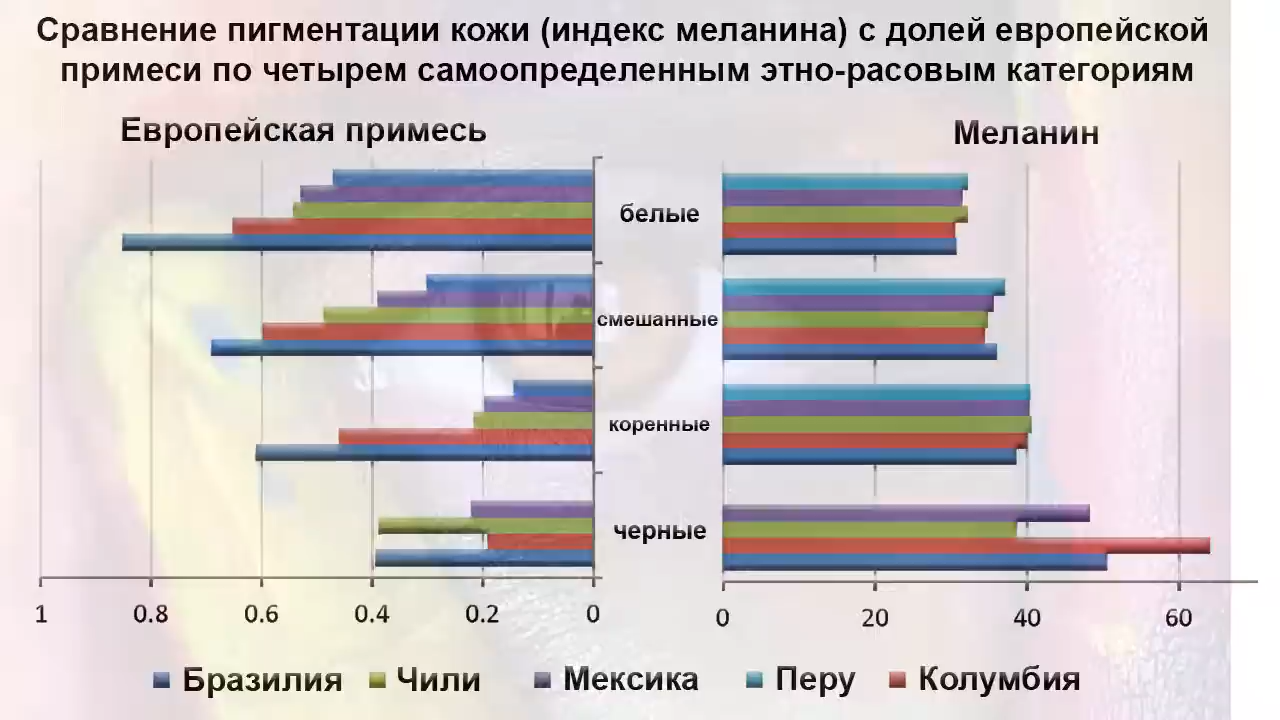 Сравнение пигментации кожи (индекс меланина) с долей европейской
примеси по четырем самоопределенным этно-расовым категориям
Европейская примесь
Меланин
белые
смешанные
коренные
черные
1 0.8 0.6 0.4 0.2 0
0 20 40 60
Бразилия Чили Мексика Перу Колумбия